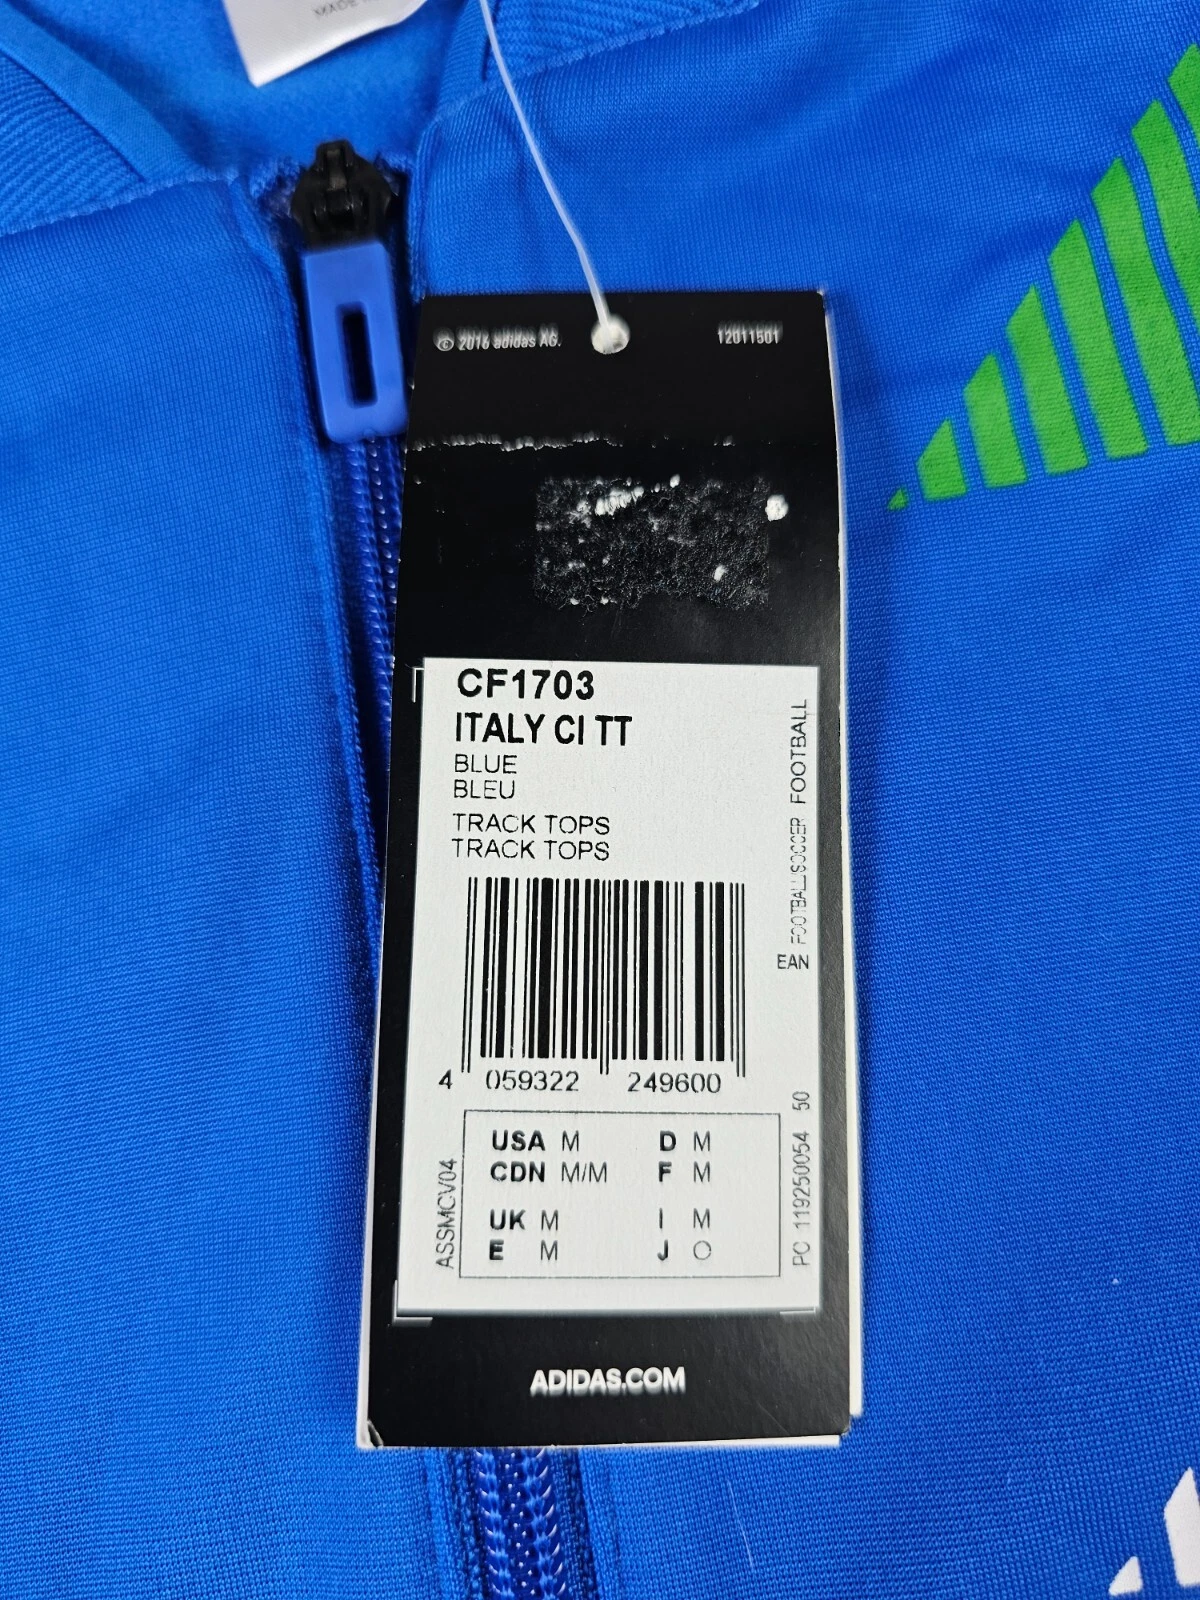 MADE
© 2016 adidas AG.
12011501
CF1703
ITALY CI TT
BLUE
BLEU
TRACK TOPS
TRACK TOPS
FOOTBALL/SOCCER FOOTBALL
EAN
4 059322 249600
USA M D M
CDN M/M F M
UK M I M
E M J O
ASSMCV04
PC 119250054 50
ADIDAS.COM